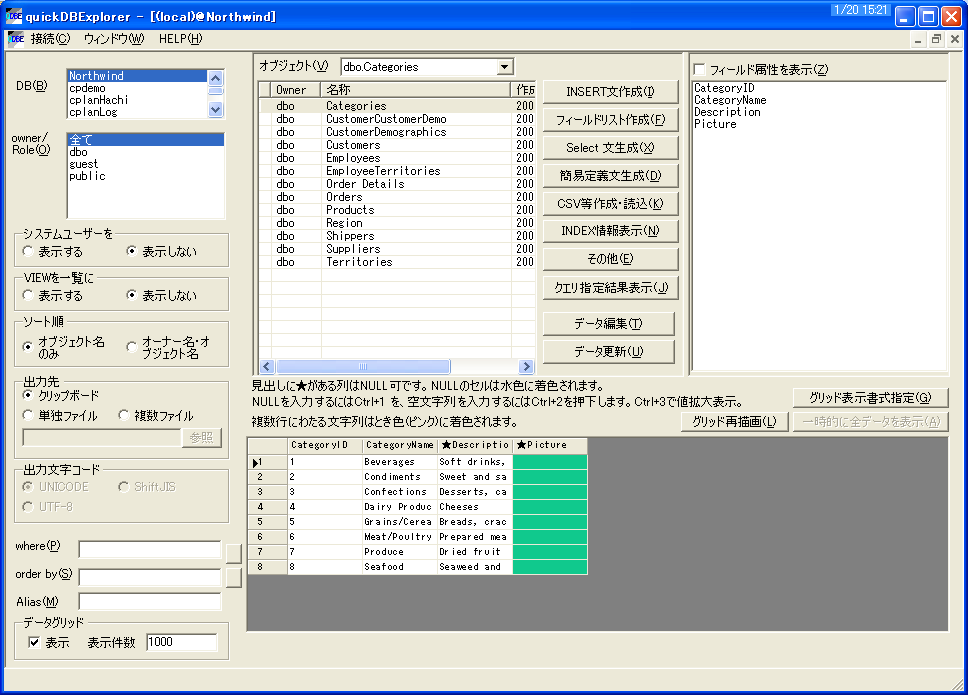 quickDBExplorer - [(local)@Northwind]
1/20 15:21
接続(C) ウィンドウ(W) HELP(H)
DB(B)
Northwind
cpdemo
cplanHachi
cplanLog
owner/
Role(O)
全て
dbo
guest
public
システムユーザーを
表示する 表示しない
VIEWを一覧に
表示する 表示しない
ソート順
オブジェクト名
のみ
オーナー名・オ
ブジェクト名
出力先
クリップボード
単独ファイル 複数ファイル
参照
出力文字コード
UNICODE ShiftJIS
UTF-8
where(P)
order by(S)
Alias(M)
データグリッド
表示 表示件数 1000
オブジェクト(V) dbo.Categories
Owner 名称 作成
dbo Categories 200
dbo CustomerCustomerDemo 200
dbo CustomerDemographics 200
dbo Customers 200
dbo Employees 200
dbo EmployeeTerritories 200
dbo Order Details 200
dbo Orders 200
dbo Products 200
dbo Region 200
dbo Shippers 200
dbo Suppliers 200
dbo Territories 200
INSERT文作成(I)
フィールドリスト作成(F)
Select 文生成(X)
簡易定義文生成(D)
CSV等作成・読込(K)
INDEX情報表示(N)
その他(E)
クエリ指定結果表示(J)
データ編集(T)
データ更新(U)
フィールド属性を表示(Z)
CategoryID
CategoryName
Description
Picture
見出しに★がある列はNULL可です。NULLのセルは水色に着色されます。
NULLを入力するにはCtrl+1 を、空文字列を入力するにはCtrl+2を押下します。Ctrl+3で値拡大表示。
複数行にわたる文字列はとき色(ピンク)に着色されます。
グリッド表示書式指定(G)
グリッド再描画(L) 一時的に全データを表示(A)
CategoryID CategoryName ★Descriptio ★Picture
1 1 Beverages Soft drinks,
2 2 Condiments Sweet and sa
3 3 Confections Desserts, ca
4 4 Dairy Produc Cheeses
5 5 Grains/Cerea Breads, crac
6 6 Meat/Poultry Prepared mea
7 7 Produce Dried fruit
8 8 Seafood Seaweed and